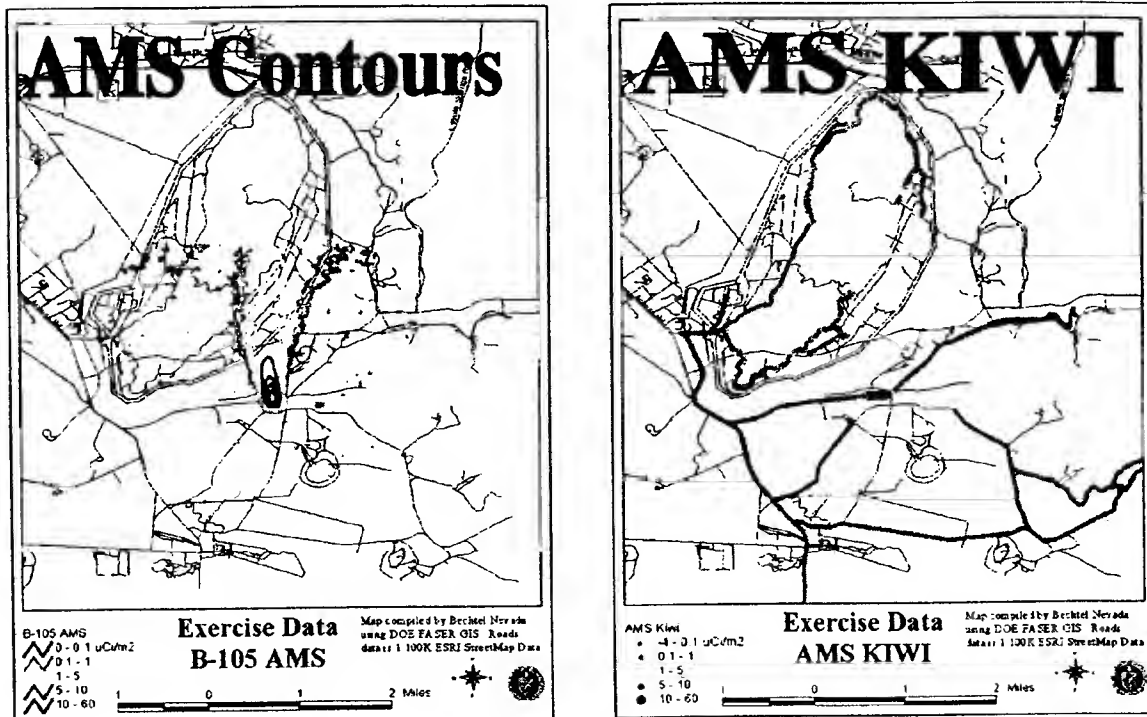 AMS Contours
B-105 AMS
0 - 0.1 uCi/m2
0.1 - 1
1 - 5
5 - 10
10 - 60
Exercise Data
B-105 AMS
Map compiled by Bechtel Nevada
using DOE FASER GIS Roads
data is 1 100K ESRI StreetMap Data
1 0 1 2 Miles
AMS KIWI
AMS Kiwi
-4 - 0.1 uCi/m2
0.1 - 1
1 - 5
5 - 10
10 - 60
Exercise Data
AMS KIWI
Map compiled by Bechtel Nevada
using DOE FASER GIS Roads
data is 1 100K ESRI StreetMap Data
1 0 1 2 Miles